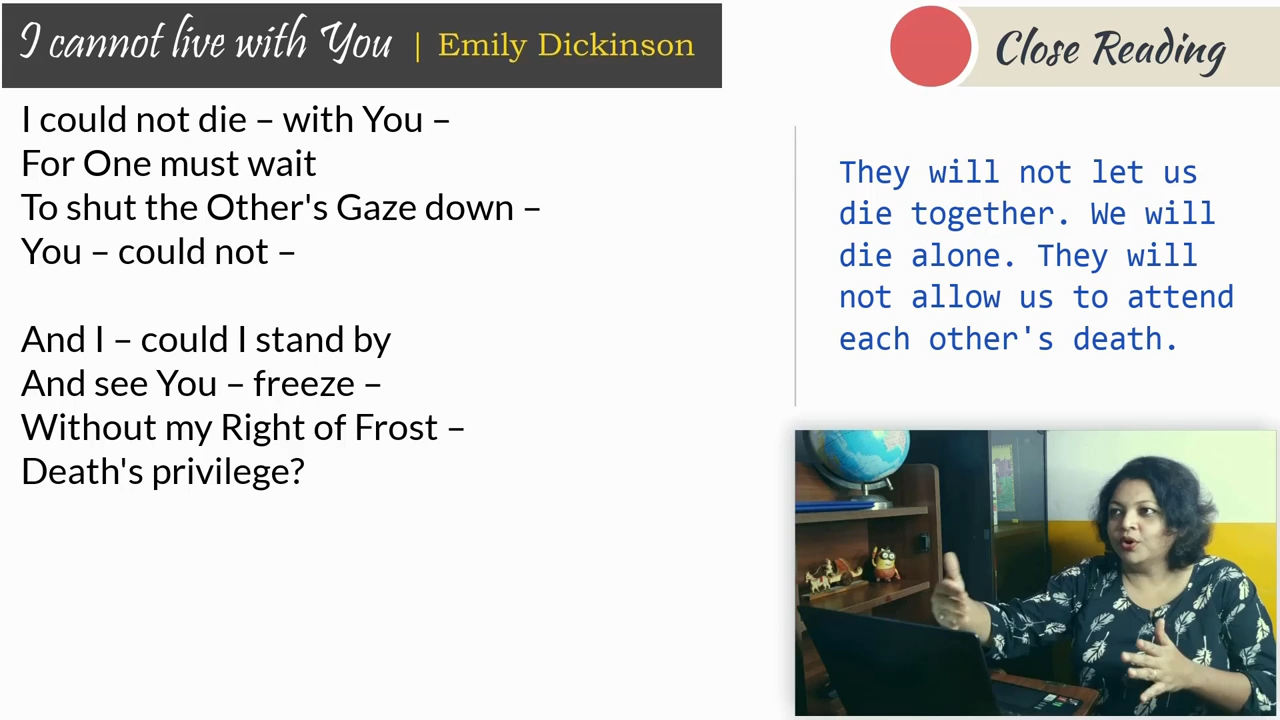 I cannot live with You | Emily Dickinson
Close Reading
I could not die – with You –
For One must wait
To shut the Other's Gaze down –
You – could not –
And I – could I stand by
And see You – freeze –
Without my Right of Frost –
Death's privilege?
They will not let us
die together. We will
die alone. They will
not allow us to attend
each other's death.